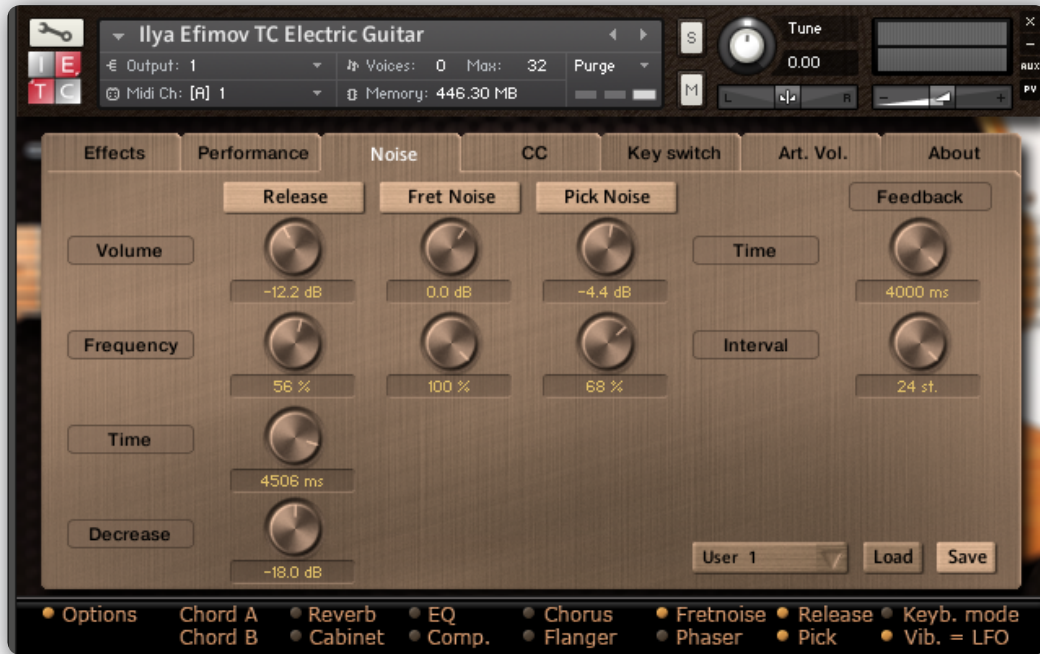 Ilya Efimov TC Electric Guitar
S
Tune
0.00
X
–
AUX
PV
I E.
T C
Output: 1
Voices: 0 Max: 32
Purge
Midi Ch: [A] 1
Memory: 446.30 MB
M
L
R
–
+
Effects
Performance
Noise
CC
Key switch
Art. Vol.
About
Release
Fret Noise
Pick Noise
Feedback
Volume
Time
-12.2 dB
0.0 dB
-4.4 dB
4000 ms
Frequency
Interval
56 %
100 %
68 %
24 st.
Time
4506 ms
Decrease
-18.0 dB
User 1
Load
Save
Options Chord A Reverb EQ Chorus Fretnoise Release Keyb. mode
Chord B Cabinet Comp. Flanger Phaser Pick Vib. = LFO